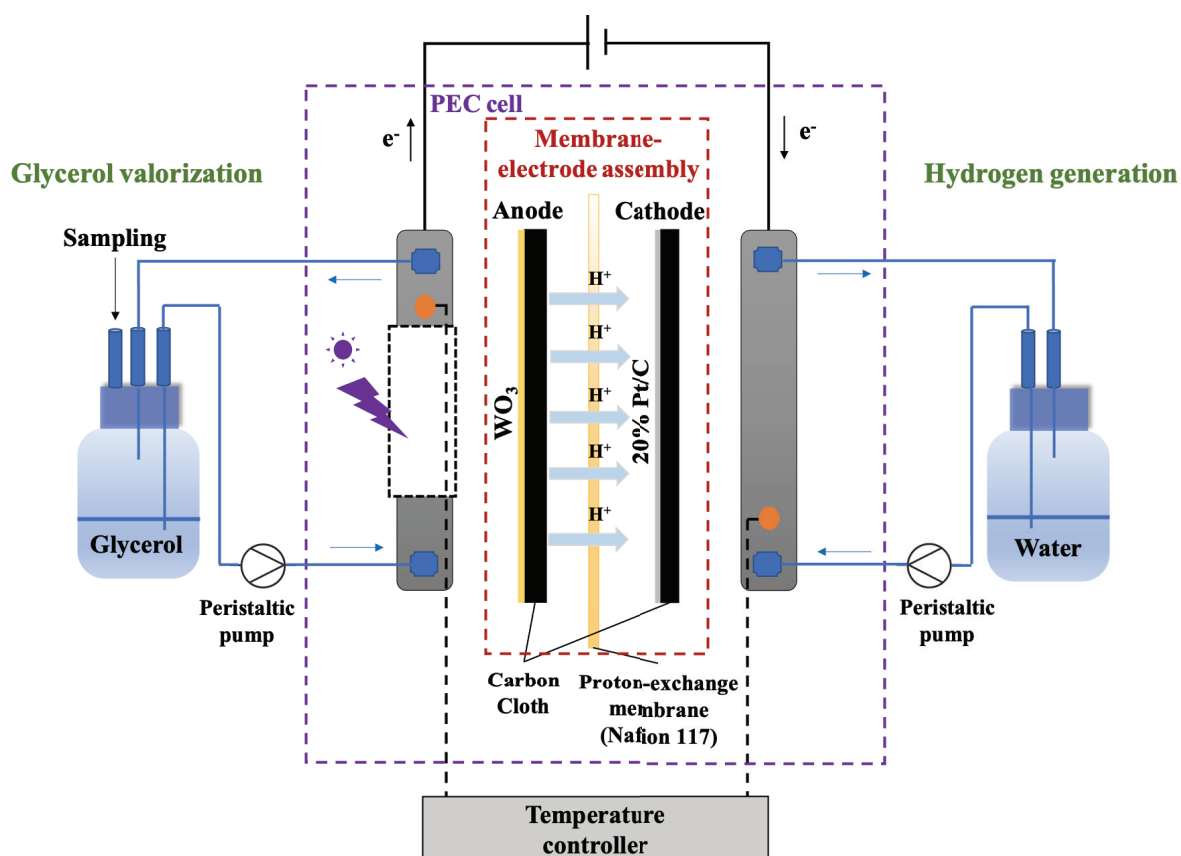 PEC cell
e-
e-
Membrane-
electrode assembly
Glycerol valorization
Hydrogen generation
Sampling
Anode
Cathode
H+
H+
H+
H+
H+
WO3
20% Pt/C
Glycerol
Water
Peristaltic
pump
Peristaltic
pump
Carbon
Cloth
Proton-exchange
membrane
(Nafion 117)
Temperature
controller